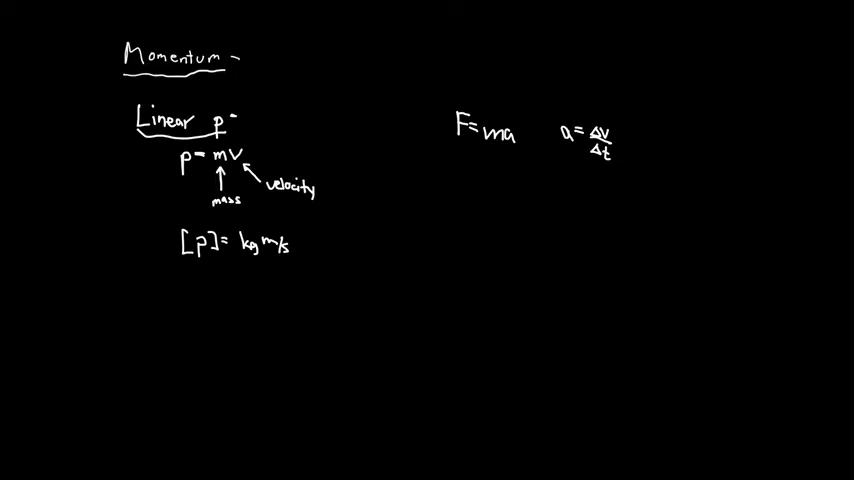 Momentum -
Linear p -
p = mv
mass
velocity
[p] = kg m/s
F = ma
a = Δv/Δt